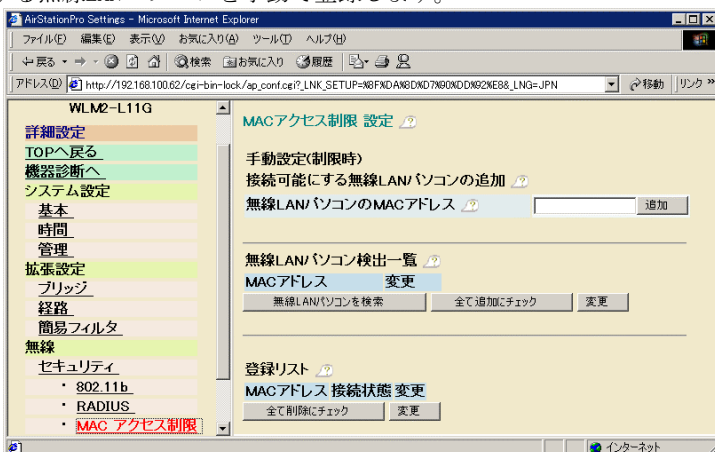 AirStationPro Settings - Microsoft Internet Explorer
ファイル(F) 編集(E) 表示(V) お気に入り(A) ツール(T) ヘルプ(H)
戻る 検索 お気に入り 履歴
アドレス(D) http://192.168.100.62/cgi-bin-lock/ap_conf.cgi?_LNK_SETUP=%8F%DA%8D%D7%90%DD%92%E8&_LNG=JPN 移動 リンク »
WLM2-L11G
詳細設定
TOPへ戻る
機器診断へ
システム設定
基本
時間
管理
拡張設定
ブリッジ
経路
簡易フィルタ
無線
セキュリティ
・ 802.11b
・ RADIUS
・ MAC アクセス制限
MACアクセス制限 設定
手動設定(制限時)
接続可能にする無線LANパソコンの追加
無線LANパソコンのMACアドレス 追加
無線LANパソコン検出一覧
MACアドレス 変更
無線LANパソコンを検索 全て追加にチェック 変更
登録リスト
MACアドレス 接続状態 変更
全て削除にチェック 変更
インターネット